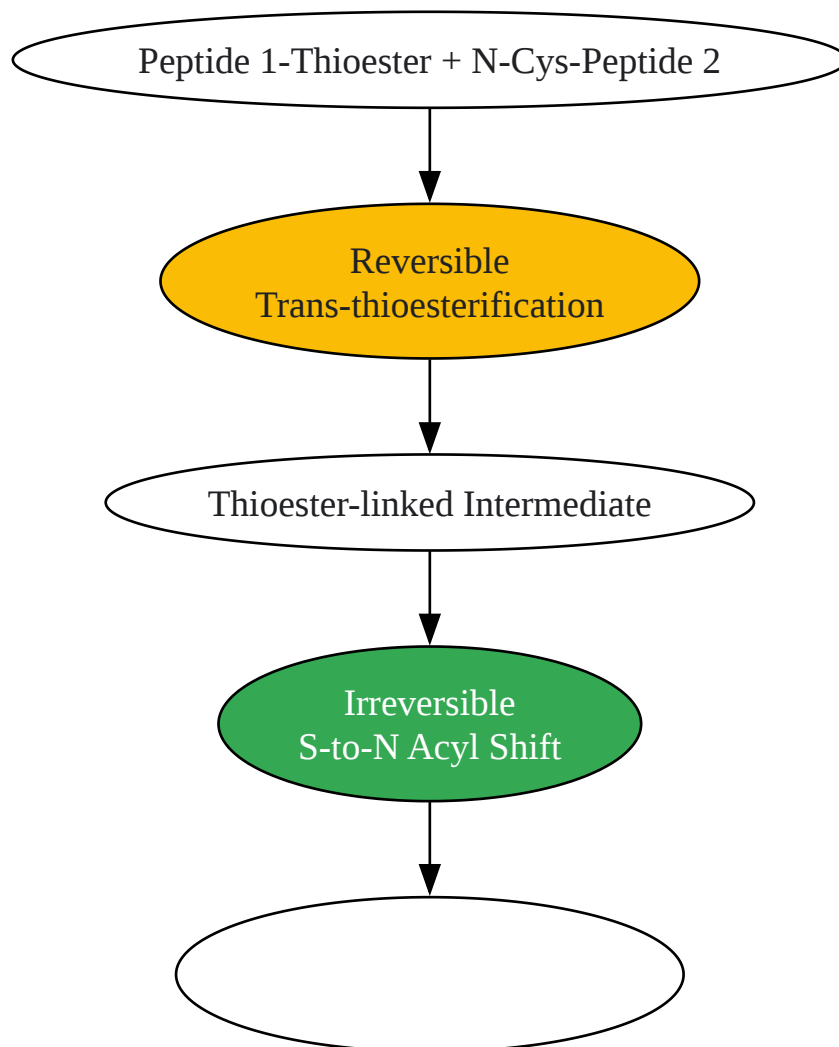 Peptide 1-Thioester + N-Cys-Peptide 2
Reversible
Trans-thioesterification
Thioester-linked Intermediate
Irreversible
S-to-N Acyl Shift